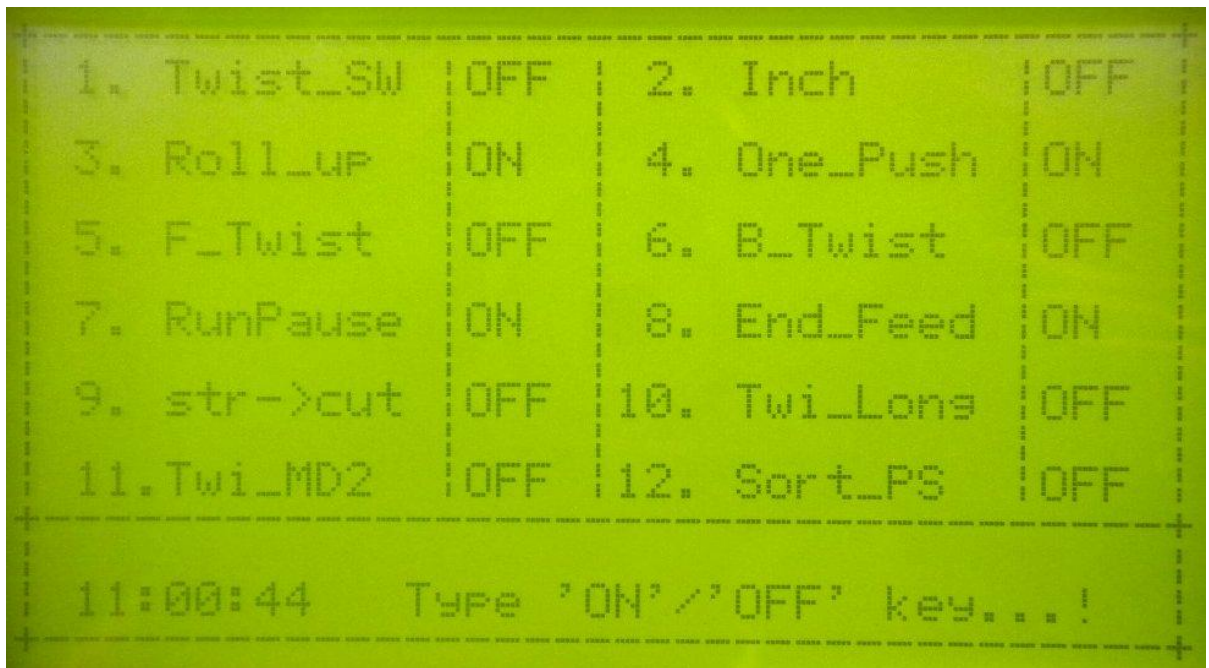 1. Twist_SW OFF 2. Inch OFF
3. Roll_up ON 4. One_Push ON
5. F_Twist OFF 6. B_Twist OFF
7. RunPause ON 8. End_Feed ON
9. str->cut OFF 10. Twi_Long OFF
11.Twi_MD2 OFF 12. Sort_PS OFF
11:00:44 Type 'ON'/'OFF' key...!